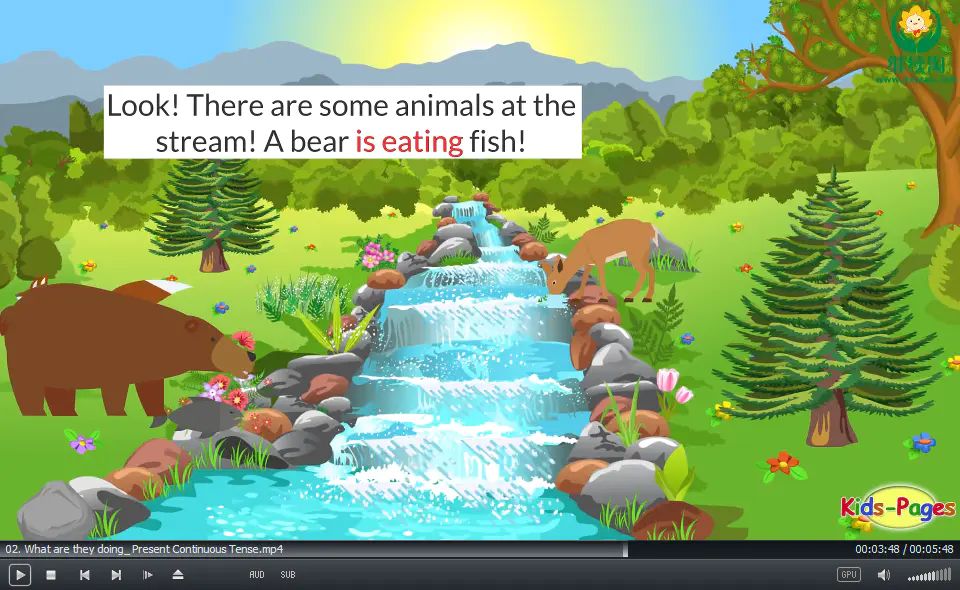 Look! There are some animals at the
stream! A bear is eating fish!
Kids-Pages
02. What are they doing_ Present Continuous Tense.mp4
00:03:48 / 00:05:48
AUD
SUB
GPU